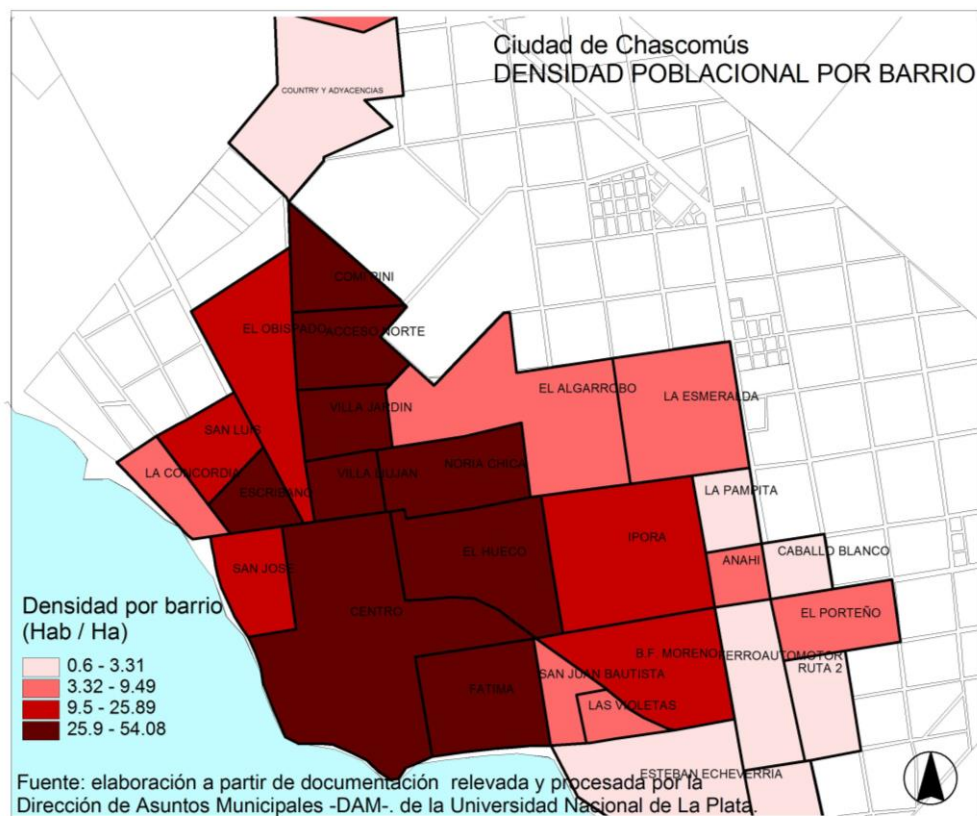 Ciudad de Chascomús
DENSIDAD POBLACIONAL POR BARRIO
COUNTRY Y ADYACENCIAS
COMIPINI
EL OBISPADO
ACCESO NORTE
VILLA JARDIN
EL ALGARROBO
LA ESMERALDA
SAN LUIS
LA CONCORDIA
ESCRIBANO
VILLA LUJAN
NORIA CHICA
LA PAMPITA
SAN JOSE
CENTRO
EL HUECO
IPORA
ANAHI
CABALLO BLANCO
EL PORTEÑO
B.F. MORENO
FERROAUTOMOTOR
RUTA 2
SAN JUAN BAUTISTA
FATIMA
LAS VIOLETAS
ESTEBAN ECHEVERRIA
Densidad por barrio
(Hab / Ha)
0.6 - 3.31
3.32 - 9.49
9.5 - 25.89
25.9 - 54.08
Fuente: elaboración a partir de documentación relevada y procesada por la
Dirección de Asuntos Municipales -DAM-. de la Universidad Nacional de La Plata.